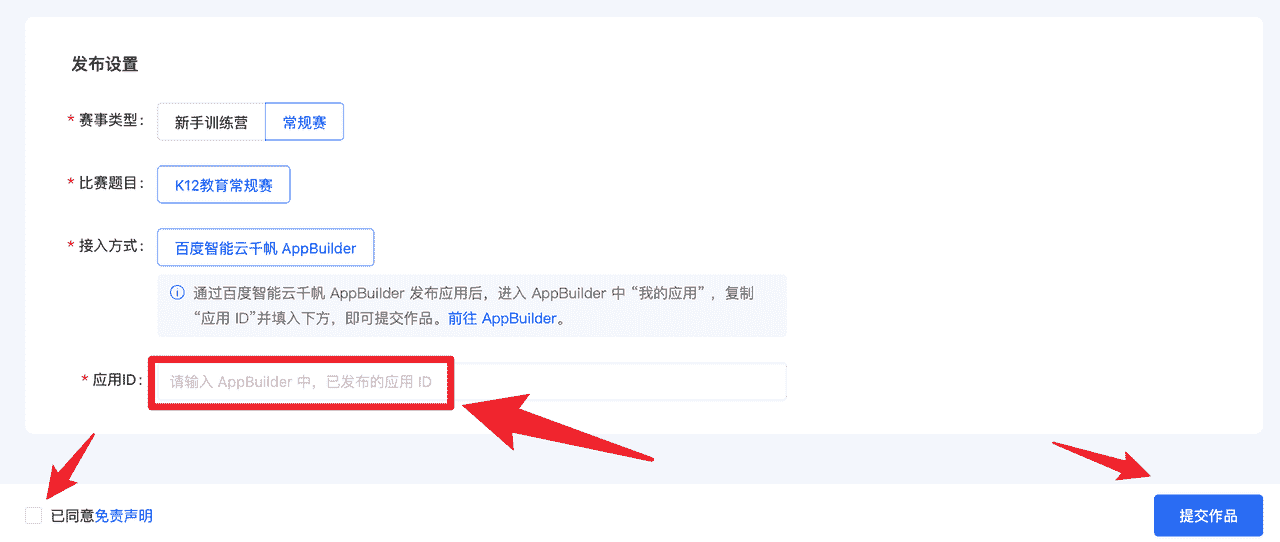 发布设置
* 赛事类型： 新手训练营 常规赛
* 比赛题目： K12教育常规赛
* 接入方式： 百度智能云千帆 AppBuilder
通过百度智能云千帆 AppBuilder 发布应用后，进入 AppBuilder 中 “我的应用” ，复制
“应用 ID”并填入下方，即可提交作品。前往 AppBuilder。
* 应用ID： 请输入 AppBuilder 中，已发布的应用 ID
已同意免责声明
提交作品